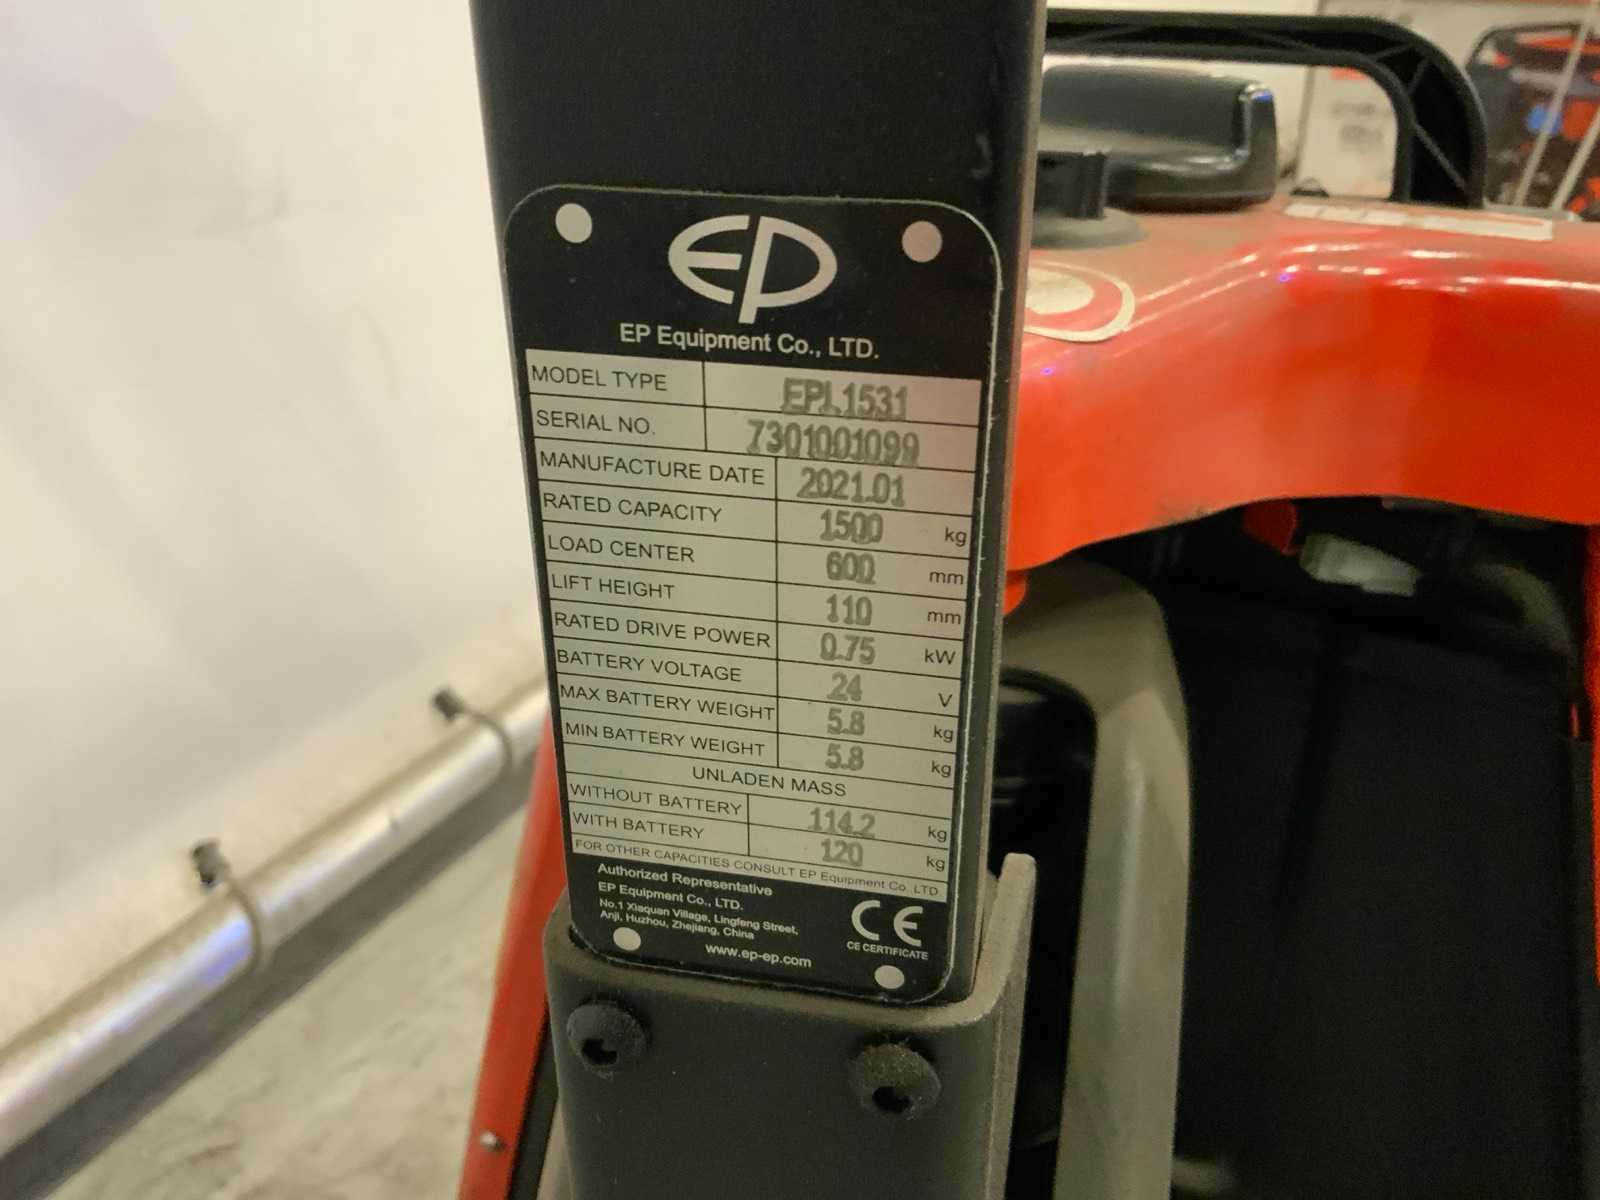 EP
EP Equipment Co., LTD.
MODEL TYPE EPL1531
SERIAL NO. 7301001099
MANUFACTURE DATE 2021.01
RATED CAPACITY 1500 kg
LOAD CENTER 600 mm
LIFT HEIGHT 110 mm
RATED DRIVE POWER 0.75 kW
BATTERY VOLTAGE 24 V
MAX BATTERY WEIGHT 5.8 kg
MIN BATTERY WEIGHT 5.8 kg
UNLADEN MASS
WITHOUT BATTERY 114.2 kg
WITH BATTERY 120 kg
FOR OTHER CAPACITIES CONSULT EP Equipment Co.,LTD
Authorized Representative
EP Equipment Co., LTD.
No.1 Xiaquan Village, Lingfeng Street,
Anji, Huzhou, Zhejiang, China
www.ep-ep.com
CE
CE CERTIFICATE